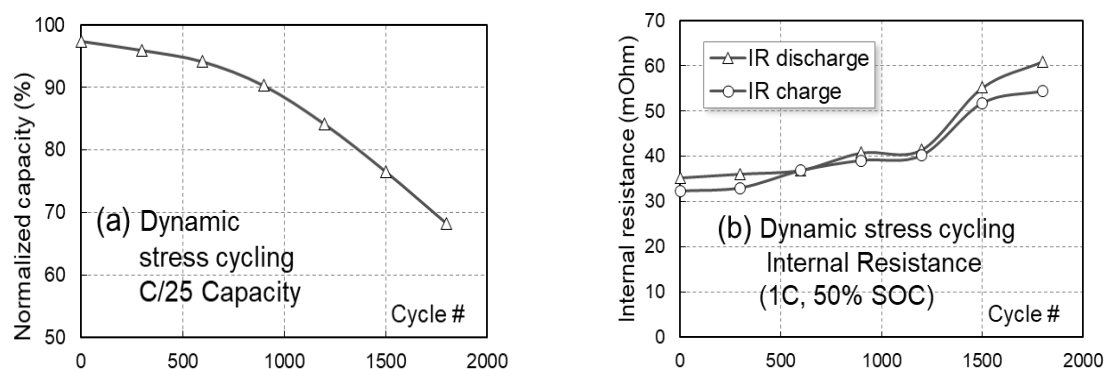 Normalized capacity (%)
100
90
80
70
60
50
0
500
1000
1500
2000
(a) Dynamic
stress cycling
C/25 Capacity
Cycle #
Internal resistance (mOhm)
70
60
50
40
30
20
10
0
0
500
1000
1500
2000
IR discharge
IR charge
(b) Dynamic stress cycling
Internal Resistance
(1C, 50% SOC)
Cycle #